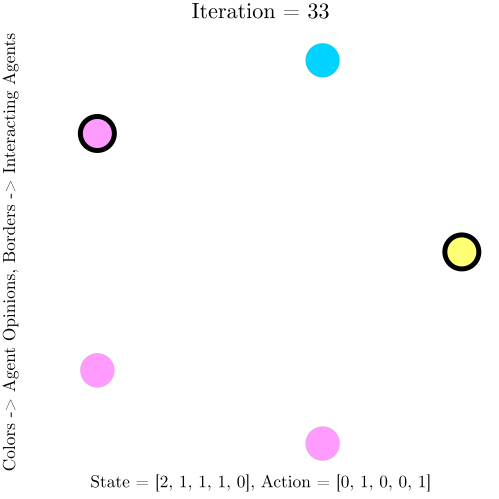 Iteration = 33
Colors -> Agent Opinions, Borders -> Interacting Agents
State = [2, 1, 1, 1, 0], Action = [0, 1, 0, 0, 1]